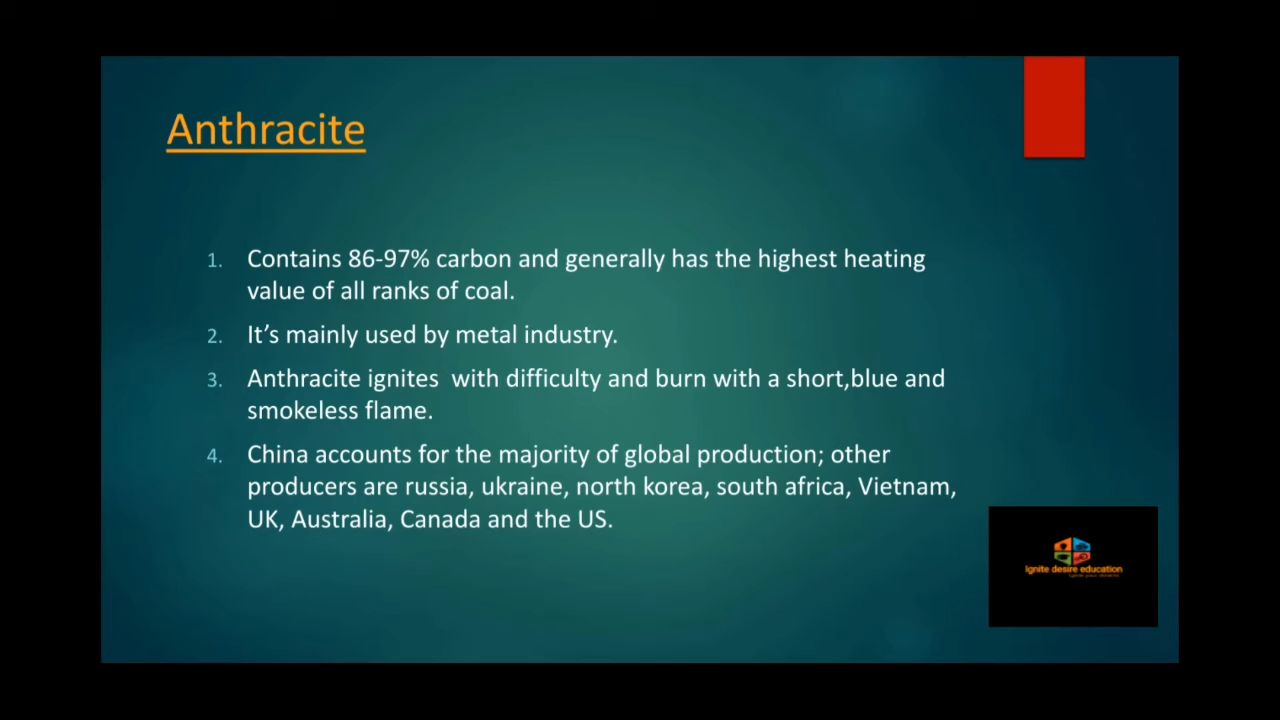 Anthracite
1. Contains 86-97% carbon and generally has the highest heating
value of all ranks of coal.
2. It’s mainly used by metal industry.
3. Anthracite ignites  with difficulty and burn with a short,blue and
smokeless flame.
4. China accounts for the majority of global production; other
producers are russia, ukraine, north korea, south africa, Vietnam,
UK, Australia, Canada and the US.
Ignite desire education